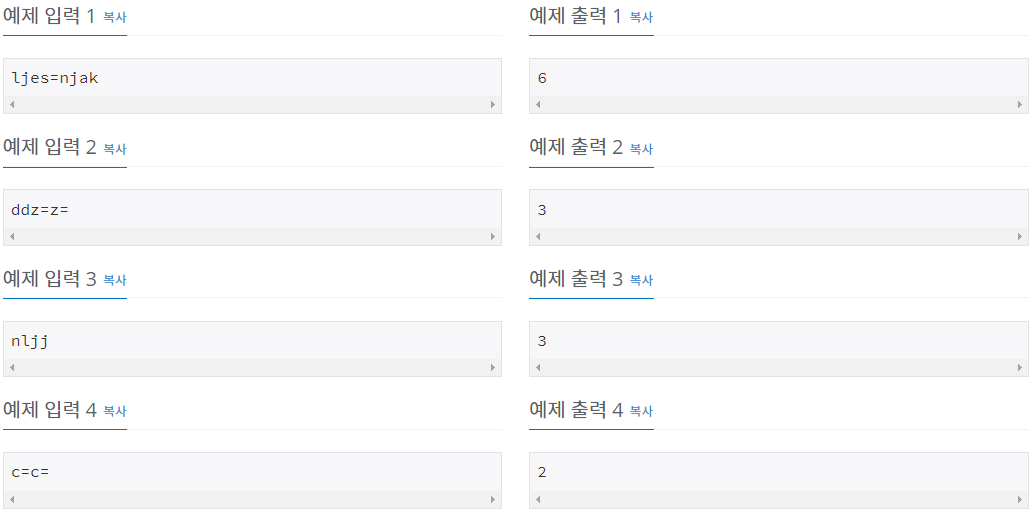 예제 입력 1 복사
예제 출력 1 복사
ljes=njak
6
예제 입력 2 복사
예제 출력 2 복사
ddz=z=
3
예제 입력 3 복사
예제 출력 3 복사
nljj
3
예제 입력 4 복사
예제 출력 4 복사
c=c=
2